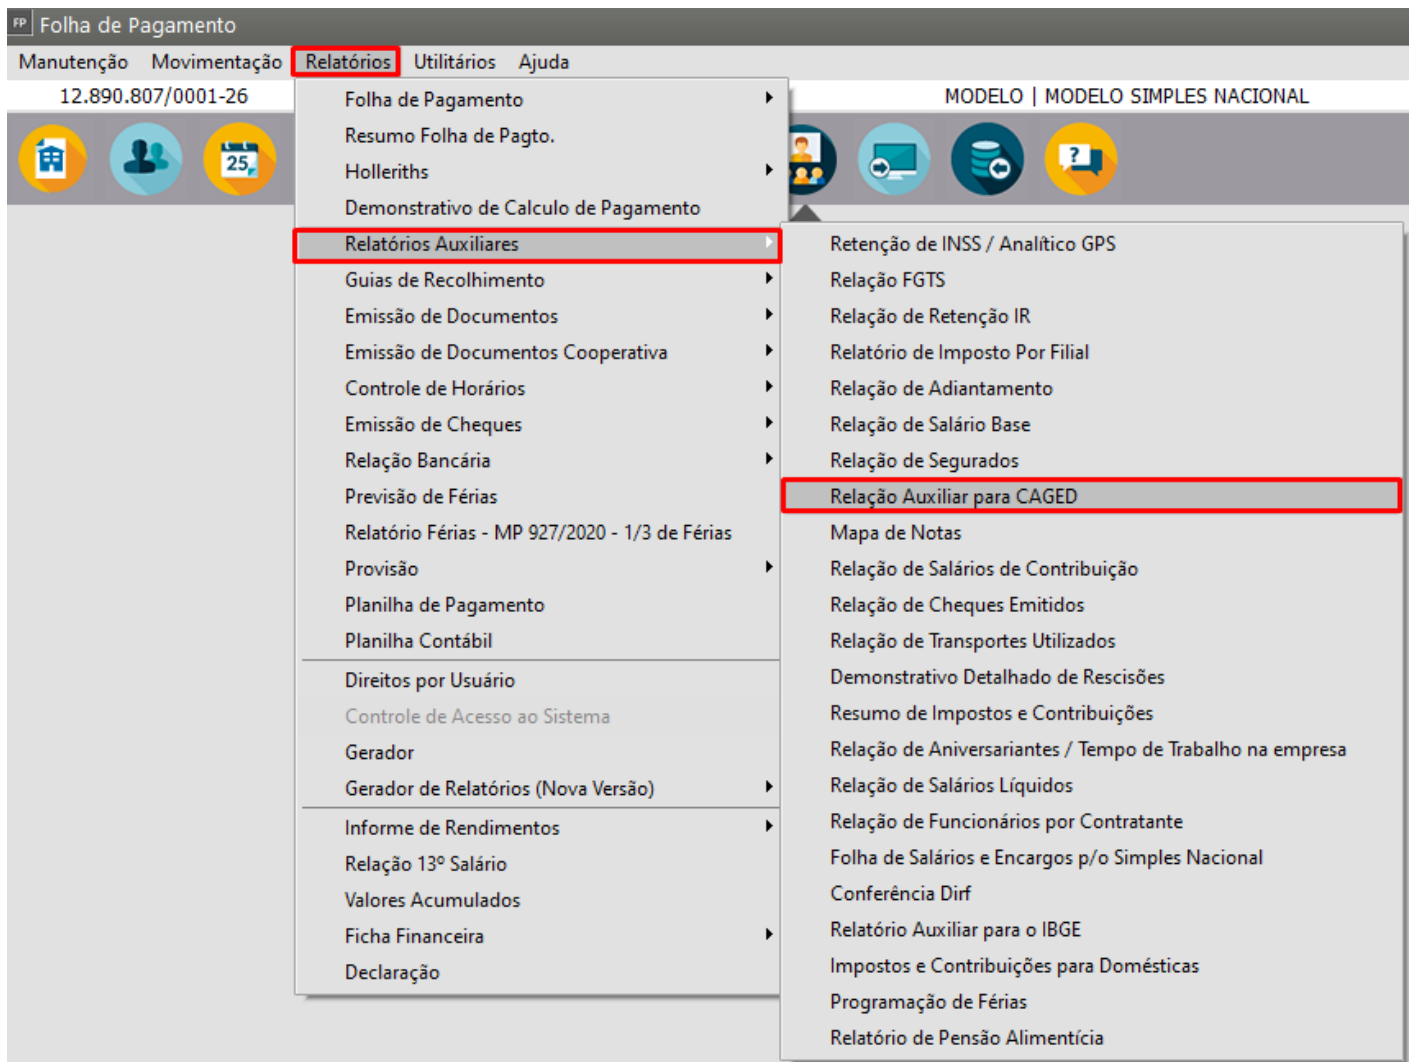 FP Folha de Pagamento
Manutenção Movimentação Relatórios Utilitários Ajuda
12.890.807/0001-26 MODELO | MODELO SIMPLES NACIONAL
25
?
Folha de Pagamento
Resumo Folha de Pagto.
Holleriths
Demonstrativo de Calculo de Pagamento
Relatórios Auxiliares
Guias de Recolhimento
Emissão de Documentos
Emissão de Documentos Cooperativa
Controle de Horários
Emissão de Cheques
Relação Bancária
Previsão de Férias
Relatório Férias - MP 927/2020 - 1/3 de Férias
Provisão
Planilha de Pagamento
Planilha Contábil
Direitos por Usuário
Controle de Acesso ao Sistema
Gerador
Gerador de Relatórios (Nova Versão)
Informe de Rendimentos
Relação 13º Salário
Valores Acumulados
Ficha Financeira
Declaração
Retenção de INSS / Analítico GPS
Relação FGTS
Relação de Retenção IR
Relatório de Imposto Por Filial
Relação de Adiantamento
Relação de Salário Base
Relação de Segurados
Relação Auxiliar para CAGED
Mapa de Notas
Relação de Salários de Contribuição
Relação de Cheques Emitidos
Relação de Transportes Utilizados
Demonstrativo Detalhado de Rescisões
Resumo de Impostos e Contribuições
Relação de Aniversariantes / Tempo de Trabalho na empresa
Relação de Salários Líquidos
Relação de Funcionários por Contratante
Folha de Salários e Encargos p/o Simples Nacional
Conferência Dirf
Relatório Auxiliar para o IBGE
Impostos e Contribuições para Domésticas
Programação de Férias
Relatório de Pensão Alimentícia